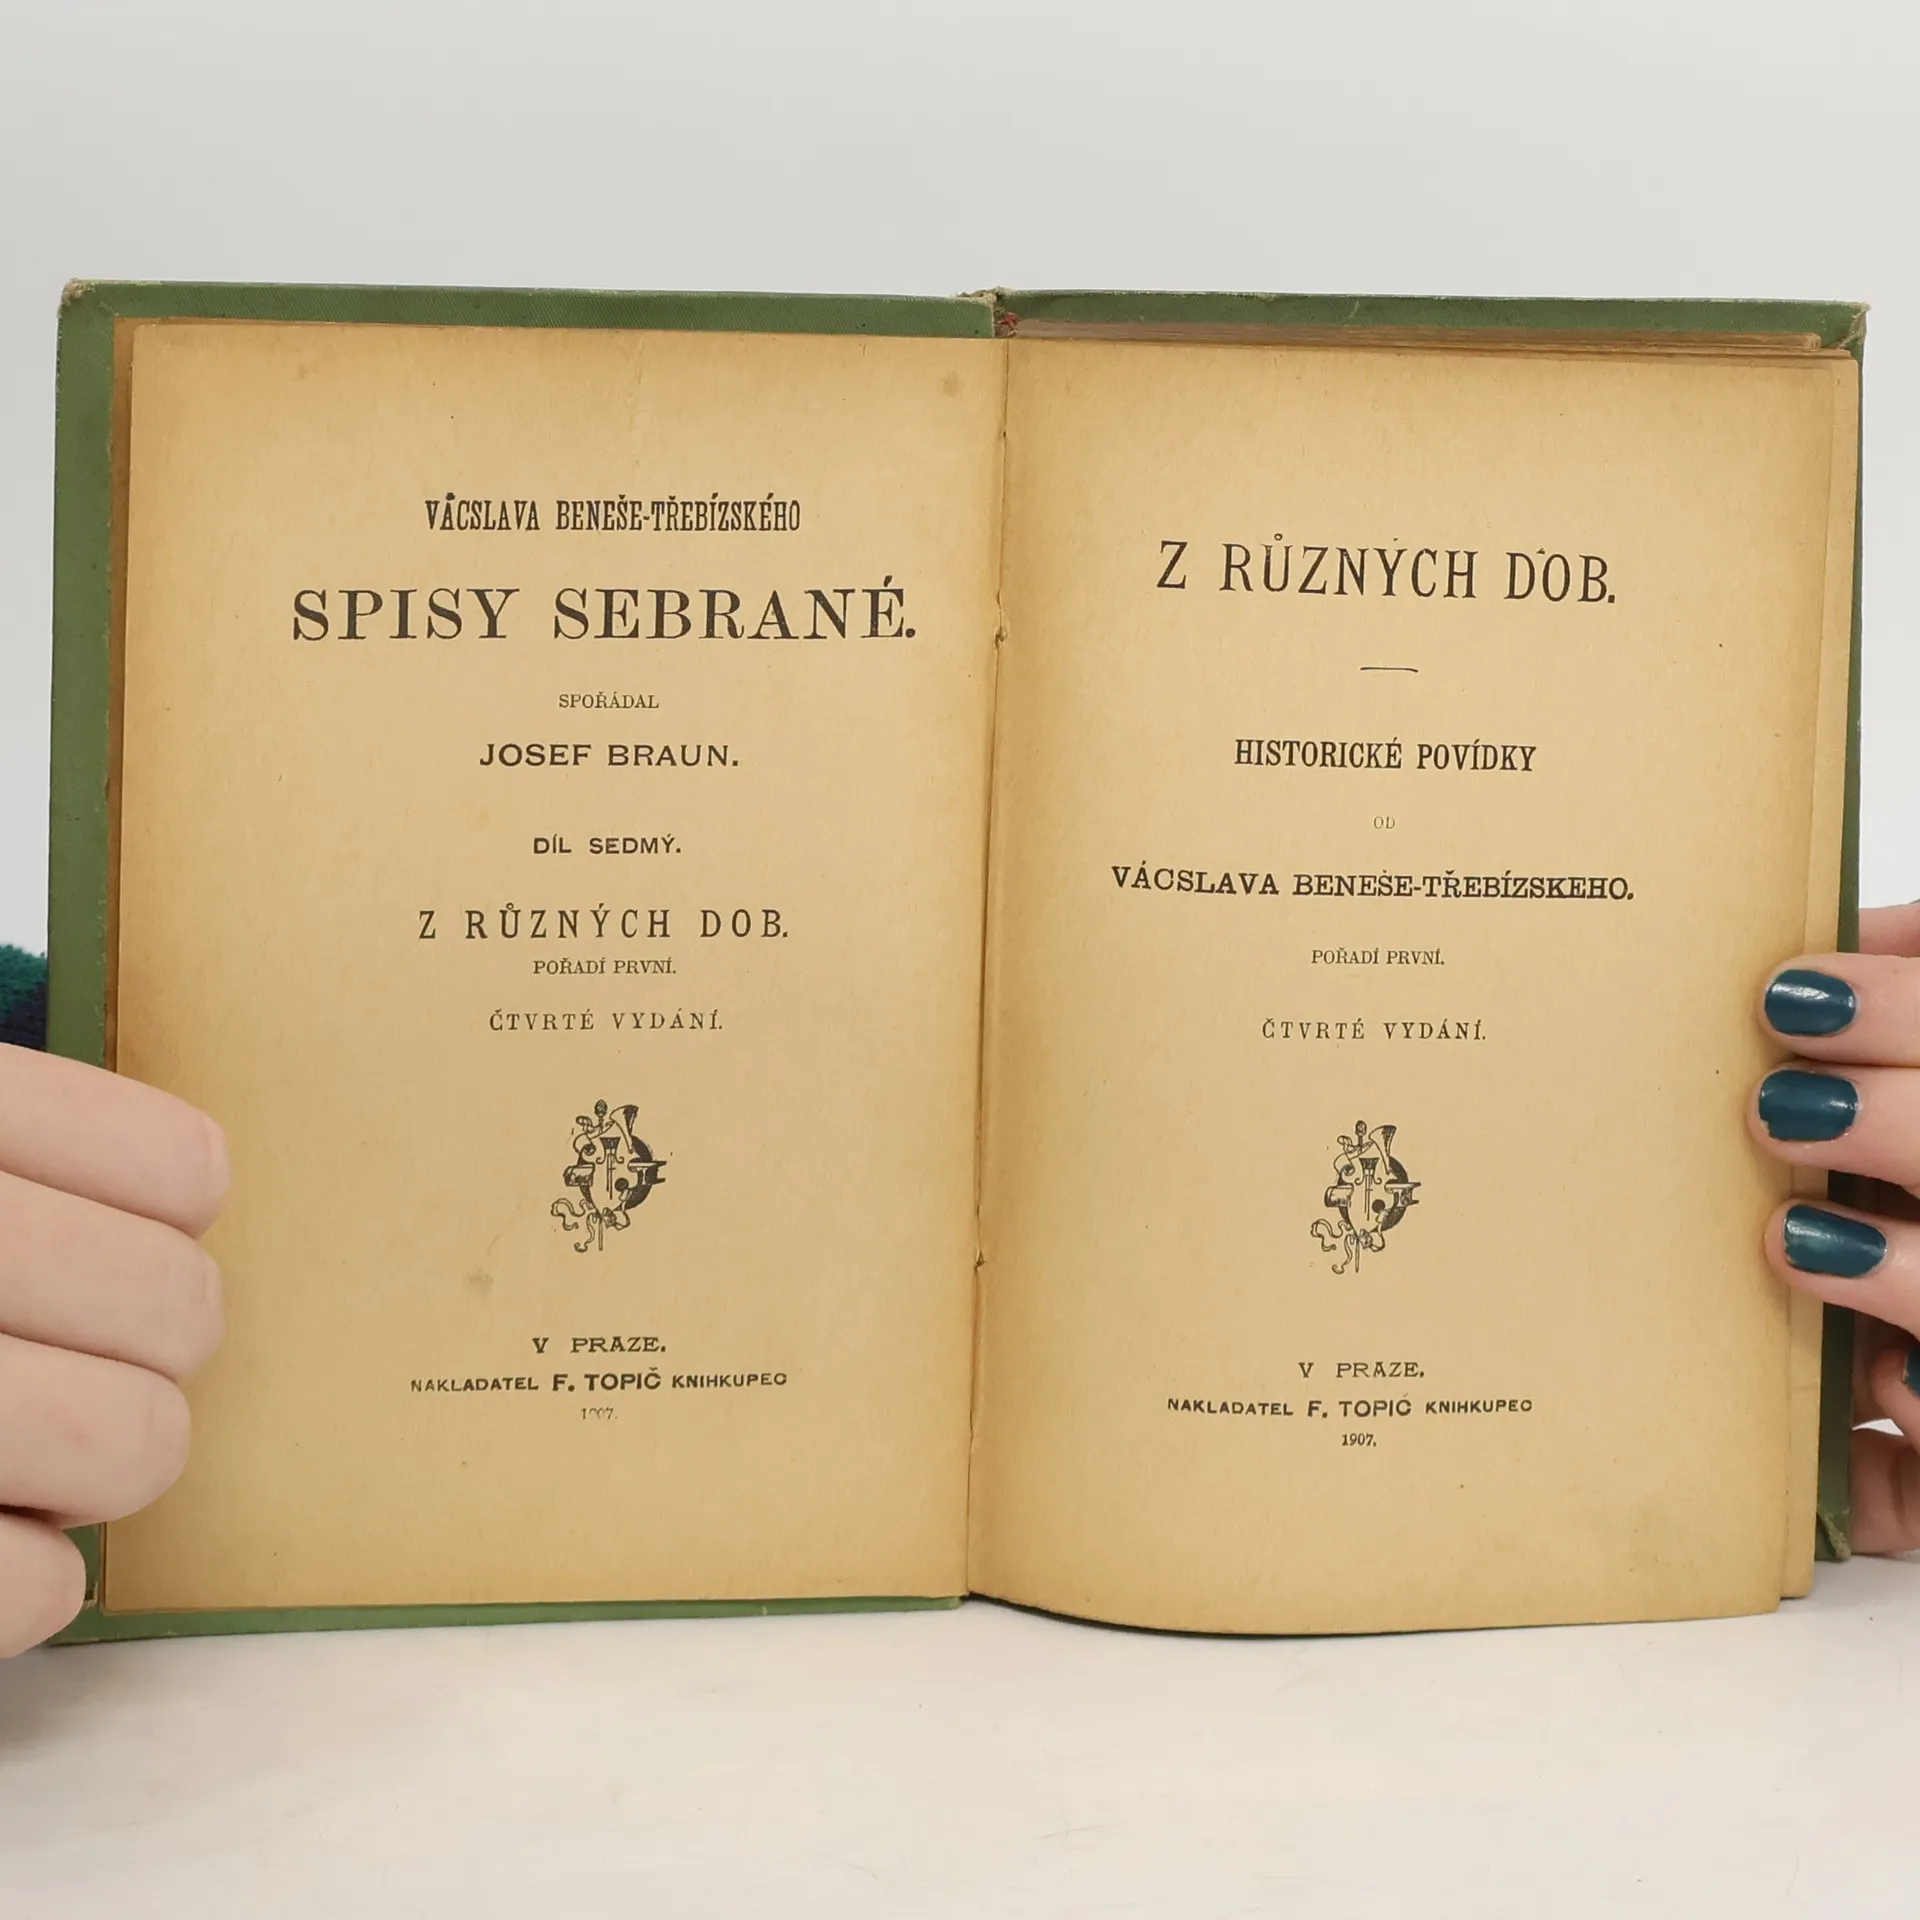 VÁCSLAVA BENEŠE-TŘEBÍZSKÉHO
SPISY SEBRANÉ.
SPOŘÁDAL
JOSEF BRAUN.
DÍL SEDMÝ.
Z RŮZNÝCH DOB.
POŘADÍ PRVNÍ.
ČTVRTÉ VYDÁNÍ.
V PRAZE.
NAKLADATEL F. TOPIČ KNIHKUPEC
1907.
Z RŮZNÝCH DOB.
HISTORICKÉ POVÍDKY
OD
VÁCSLAVA BENEŠE-TŘEBÍZSKEHO.
POŘADÍ PRVNÍ.
ČTVRTÉ VYDÁNÍ.
V PRAZE.
NAKLADATEL F. TOPIČ KNIHKUPEC
1907.